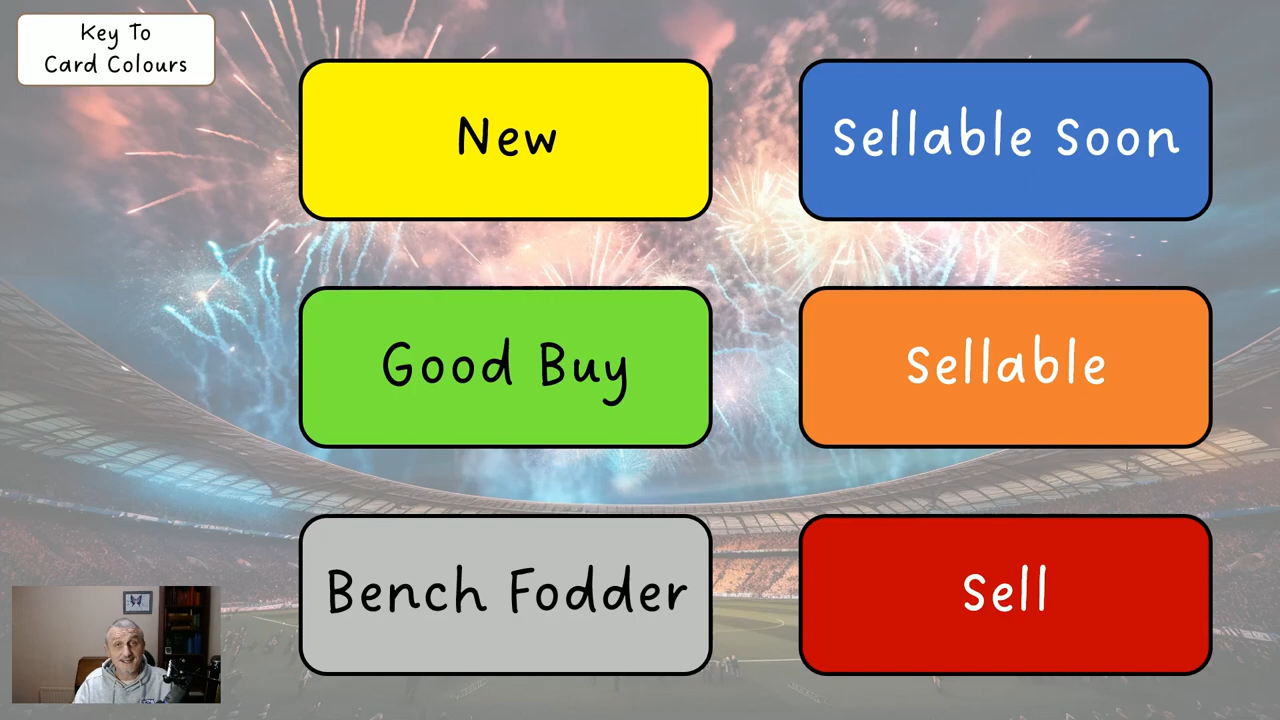 Key To
Card Colours
New
Sellable Soon
Good Buy
Sellable
Bench Fodder
Sell